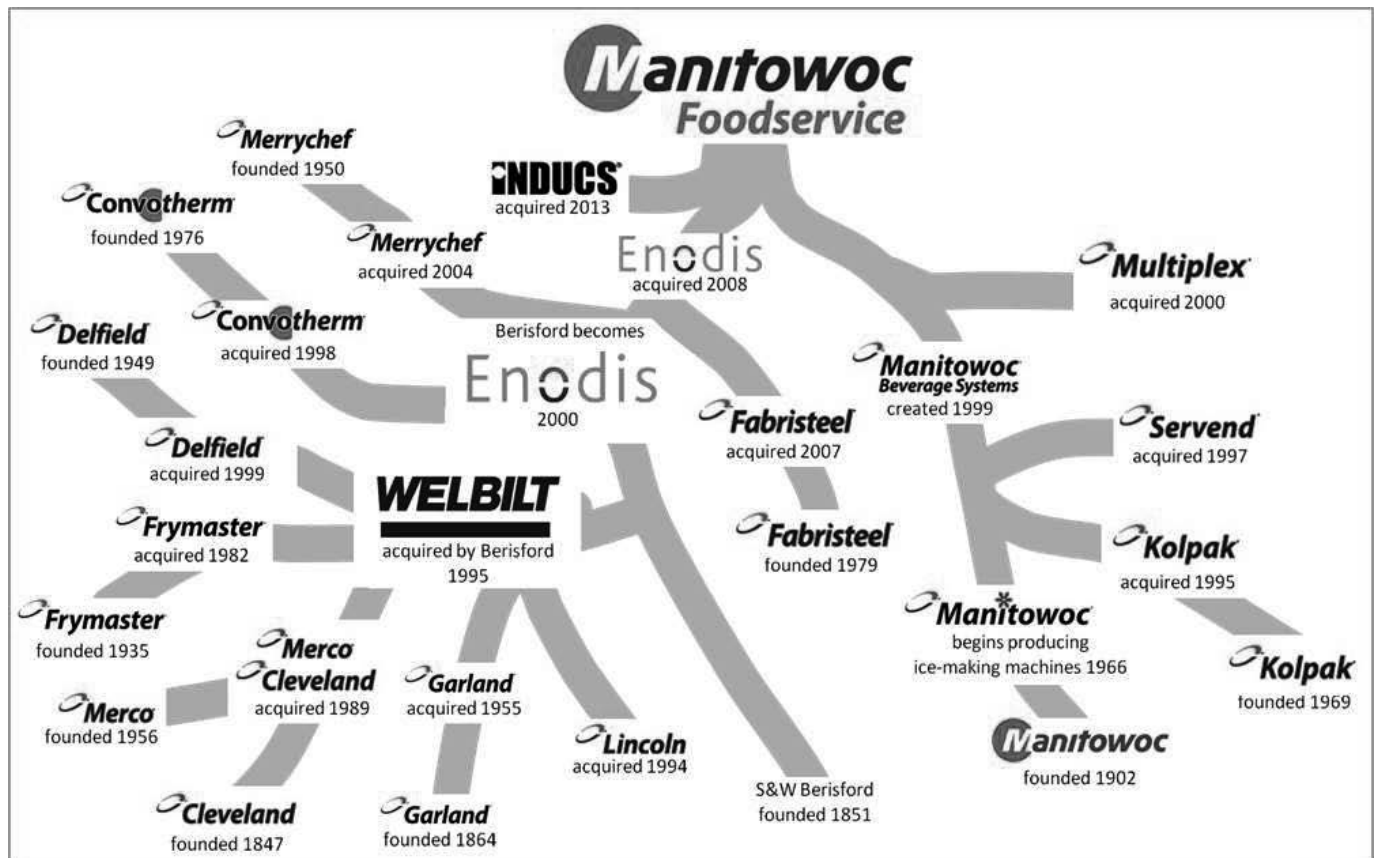 Manitowoc
Foodservice
Merrychef
founded 1950
iNDUCS
acquired 2013
Convotherm
founded 1976
Merrychef
acquired 2004
Enodis
acquired 2008
Multiplex
acquired 2000
Delfield
founded 1949
Convotherm
acquired 1998
Berisford becomes
Enodis
2000
Manitowoc
Beverage Systems
created 1999
Delfield
acquired 1999
Fabristeel
acquired 2007
Servend
acquired 1997
WELBILT
acquired by Berisford
1995
Frymaster
acquired 1982
Fabristeel
founded 1979
Kolpak
acquired 1995
Frymaster
founded 1935
Merco
Cleveland
acquired 1989
Garland
acquired 1955
Manitowoc
begins producing
ice-making machines 1966
Kolpak
founded 1969
Merco
founded 1956
Lincoln
acquired 1994
Manitowoc
founded 1902
Cleveland
founded 1847
Garland
founded 1864
S&W Berisford
founded 1851